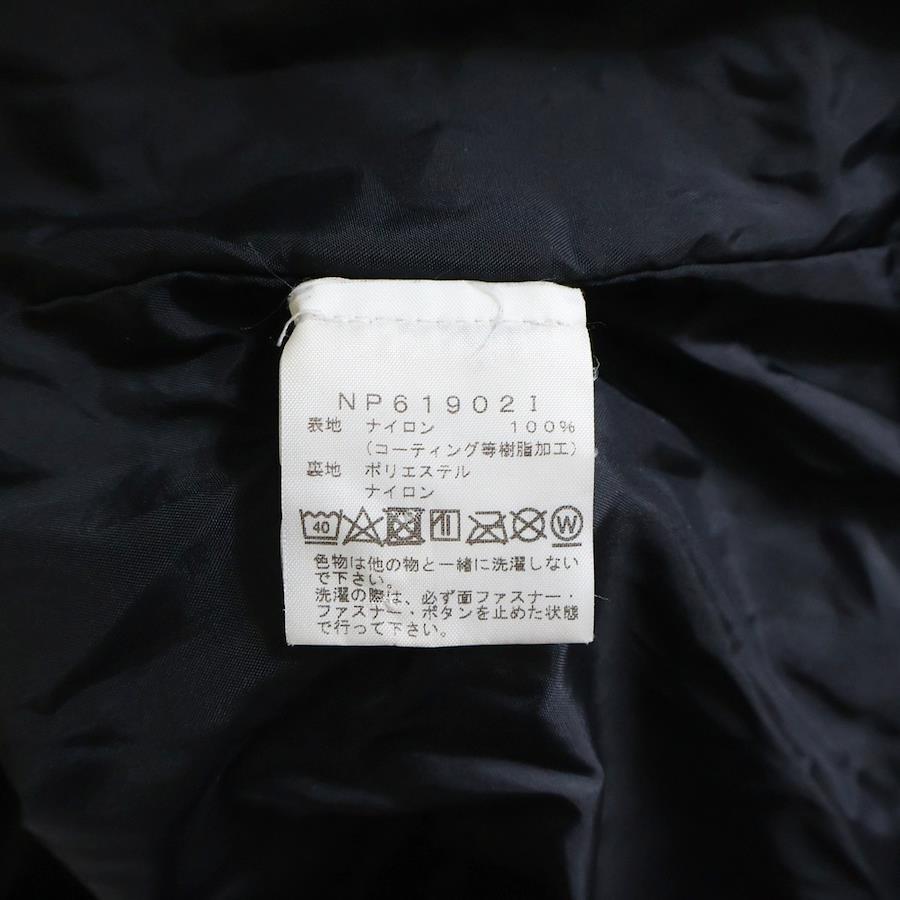 NP61902I
表地 ナイロン 100%
(コーティング等樹脂加工)
裏地 ポリエステル
ナイロン
40 W
色物は他の物と一緒に洗濯しない
で下さい。
洗濯の際は、必ず面ファスナー・
ファスナー・ボタンを止めた状態
で行って下さい。